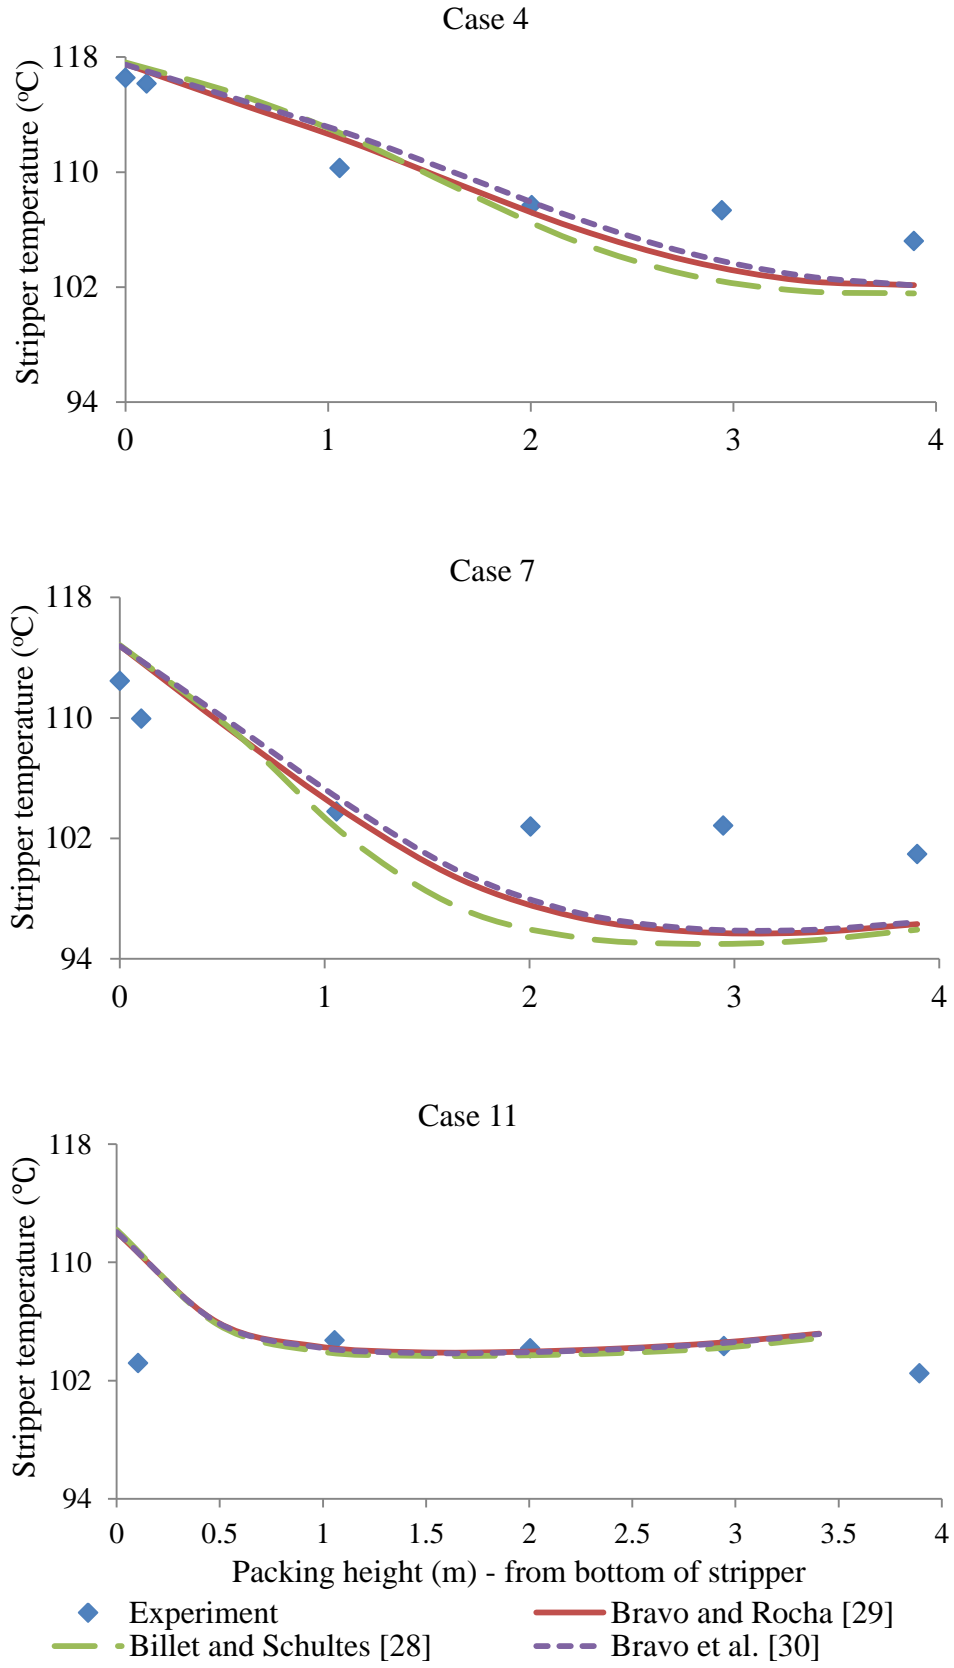 Case 4
Stripper temperature (°C)
118
110
102
94
0 1 2 3 4
Case 7
Stripper temperature (°C)
118
110
102
94
0 1 2 3 4
Case 11
Stripper temperature (°C)
118
110
102
94
0 0.5 1 1.5 2 2.5 3 3.5 4
Packing height (m) - from bottom of stripper
Experiment Bravo and Rocha [29]
Billet and Schultes [28] Bravo et al. [30]